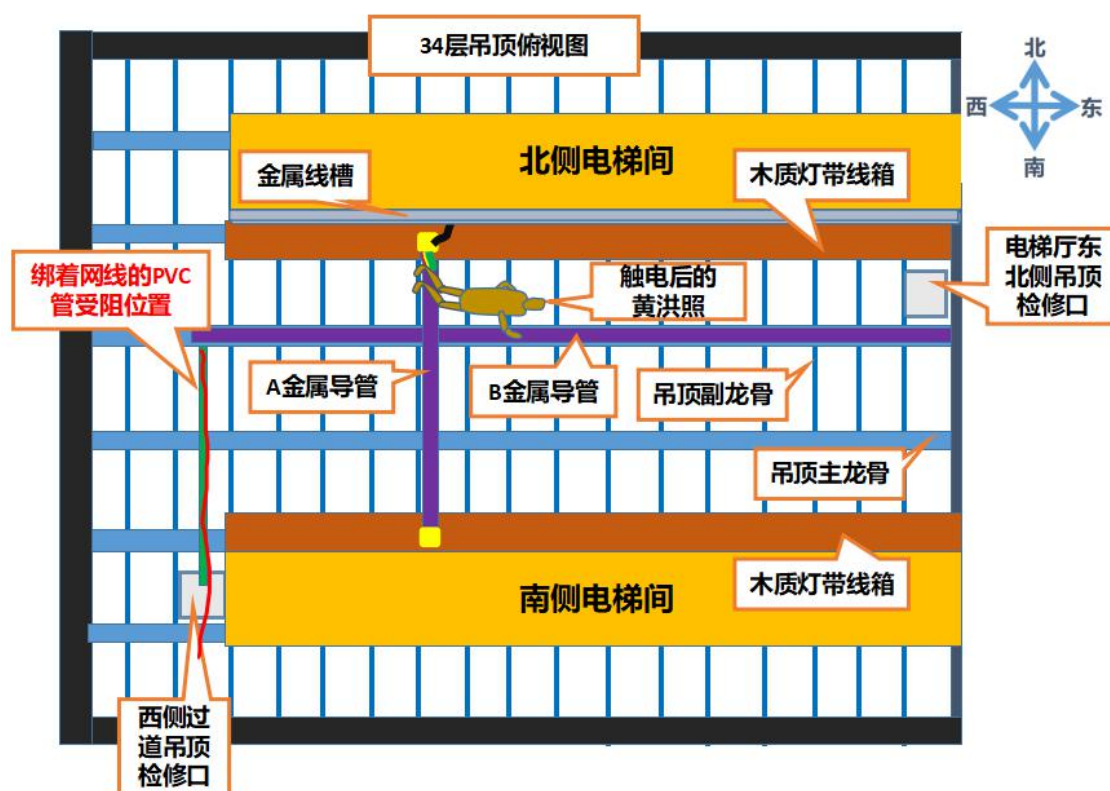 34层吊顶俯视图
北
西
东
南
北侧电梯间
金属线槽
木质灯带线箱
绑着网线的PVC
管受阻位置
触电后的
黄洪照
电梯厅东
北侧吊顶
检修口
A金属导管
B金属导管
吊顶副龙骨
吊顶主龙骨
南侧电梯间
木质灯带线箱
西侧过
道吊顶
检修口